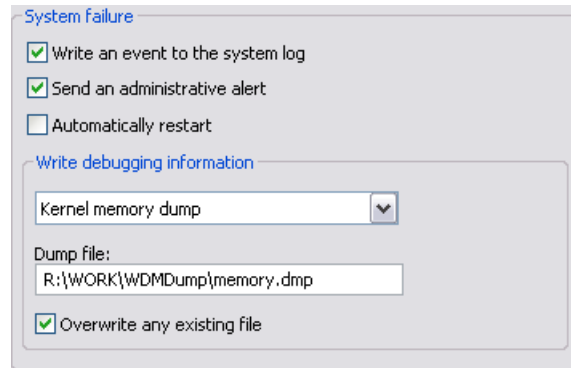 System failure
Write an event to the system log
Send an administrative alert
Automatically restart
Write debugging information
Kernel memory dump
Dump file:
R:\WORK\WDMDump\memory.dmp
Overwrite any existing file